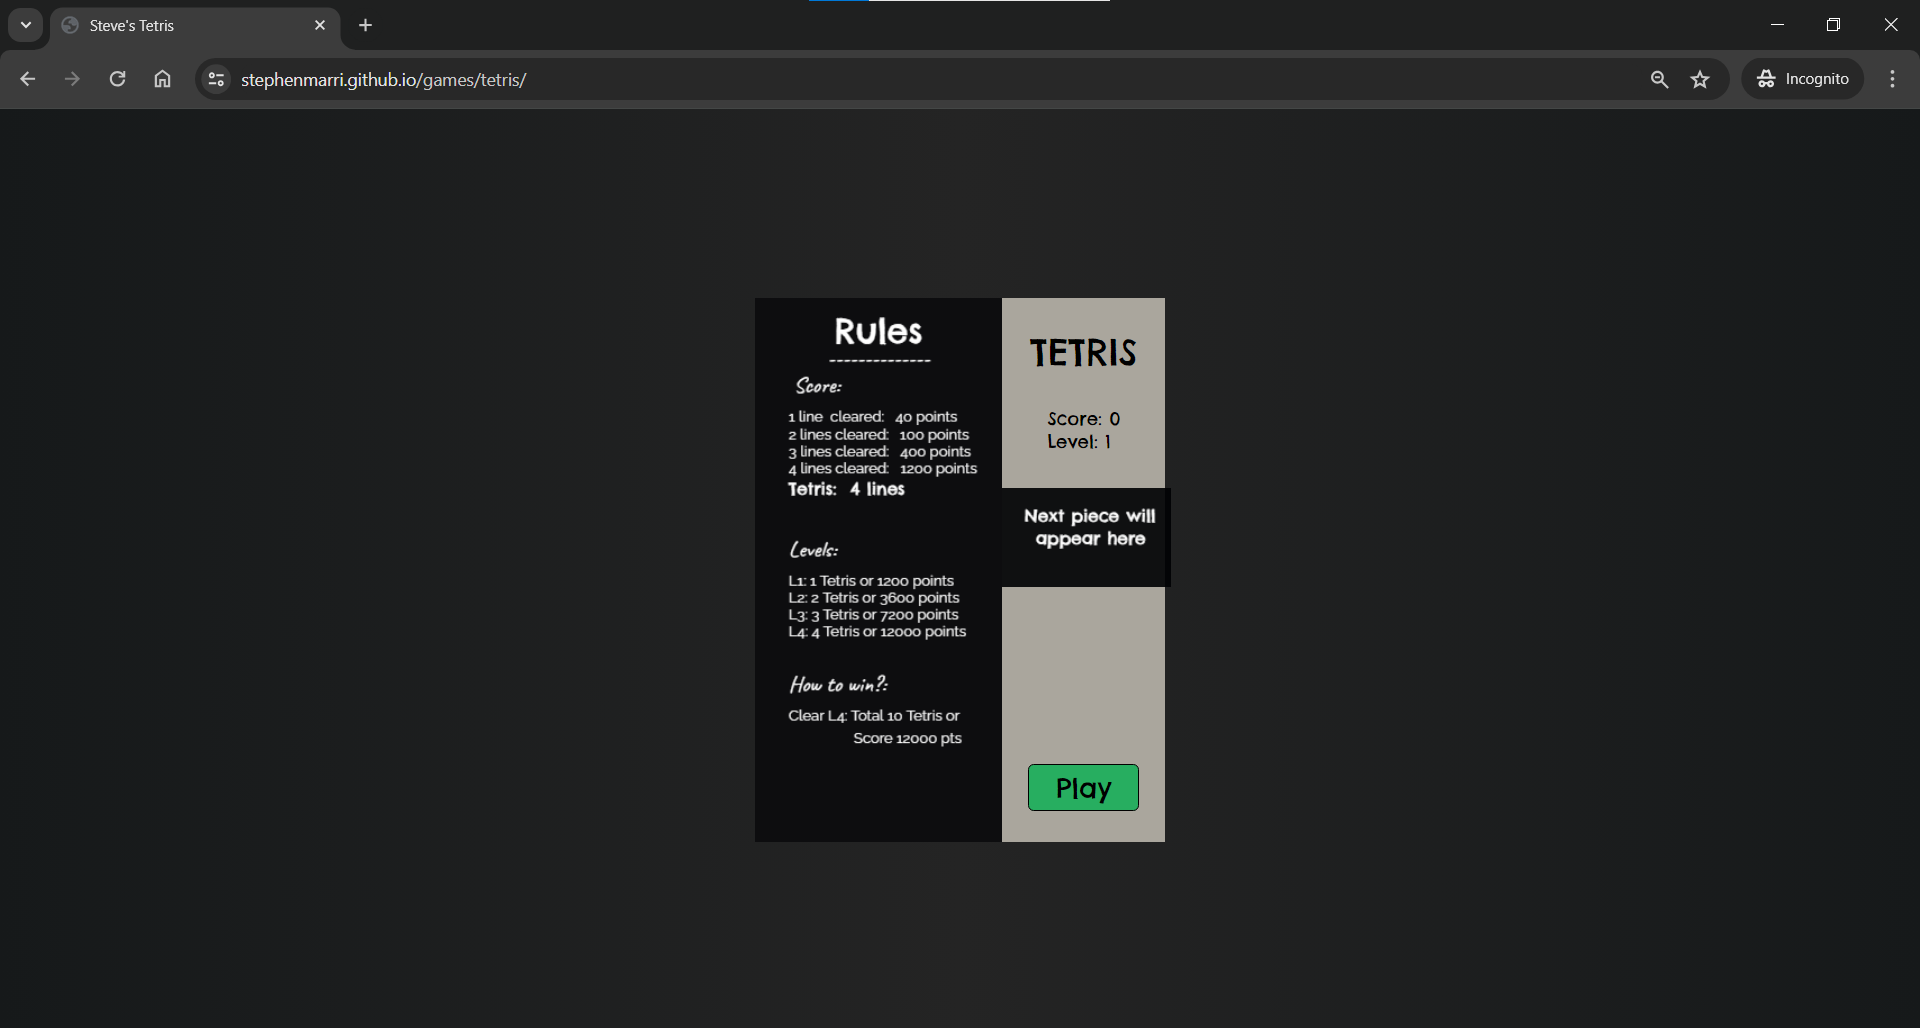 Steve's Tetris
stephenmarri.github.io/games/tetris/
Incognito
Rules
--------------
Score:
1 line cleared: 40 points
2 lines cleared: 100 points
3 lines cleared: 400 points
4 lines cleared: 1200 points
Tetris: 4 lines
Levels:
L1: 1 Tetris or 1200 points
L2: 2 Tetris or 3600 points
L3: 3 Tetris or 7200 points
L4: 4 Tetris or 12000 points
How to win?:
Clear L4: Total 10 Tetris or
Score 12000 pts
TETRIS
Score: 0
Level: 1
Next piece will
appear here
Play